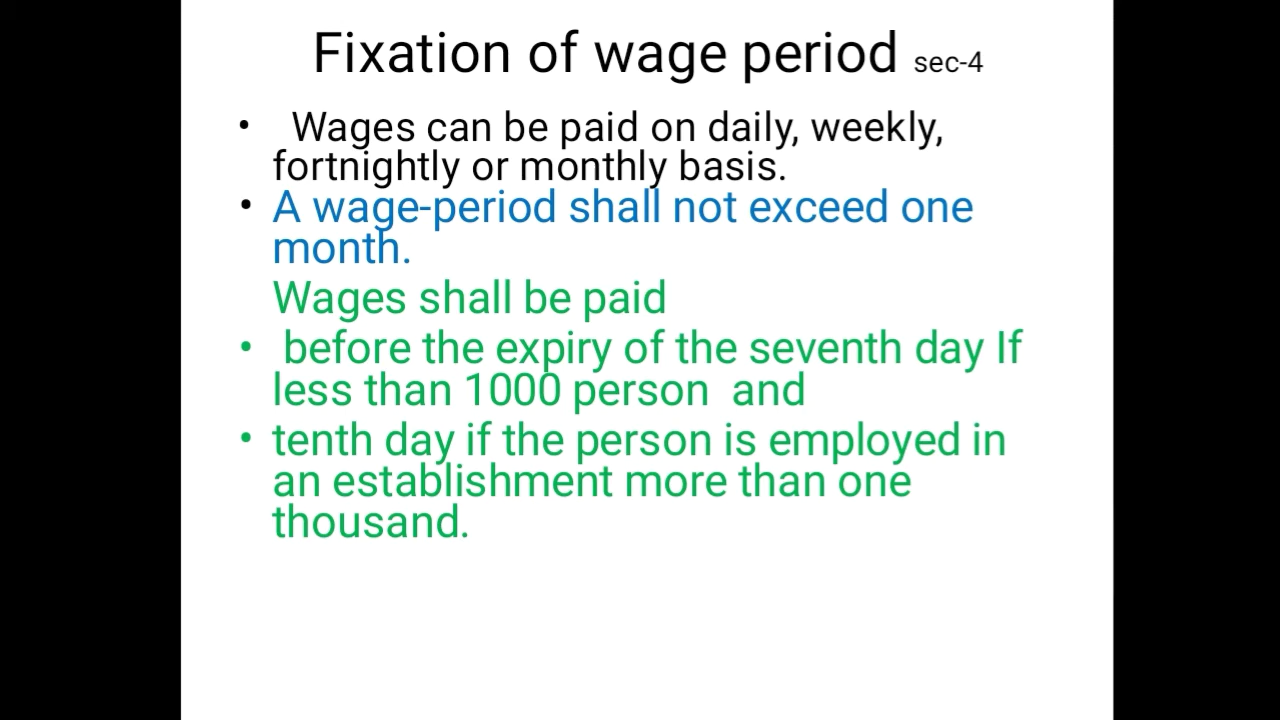 Fixation of wage period sec-4
• Wages can be paid on daily, weekly,
fortnightly or monthly basis.
• A wage-period shall not exceed one
month.
Wages shall be paid
• before the expiry of the seventh day If
less than 1000 person and
• tenth day if the person is employed in
an establishment more than one
thousand.